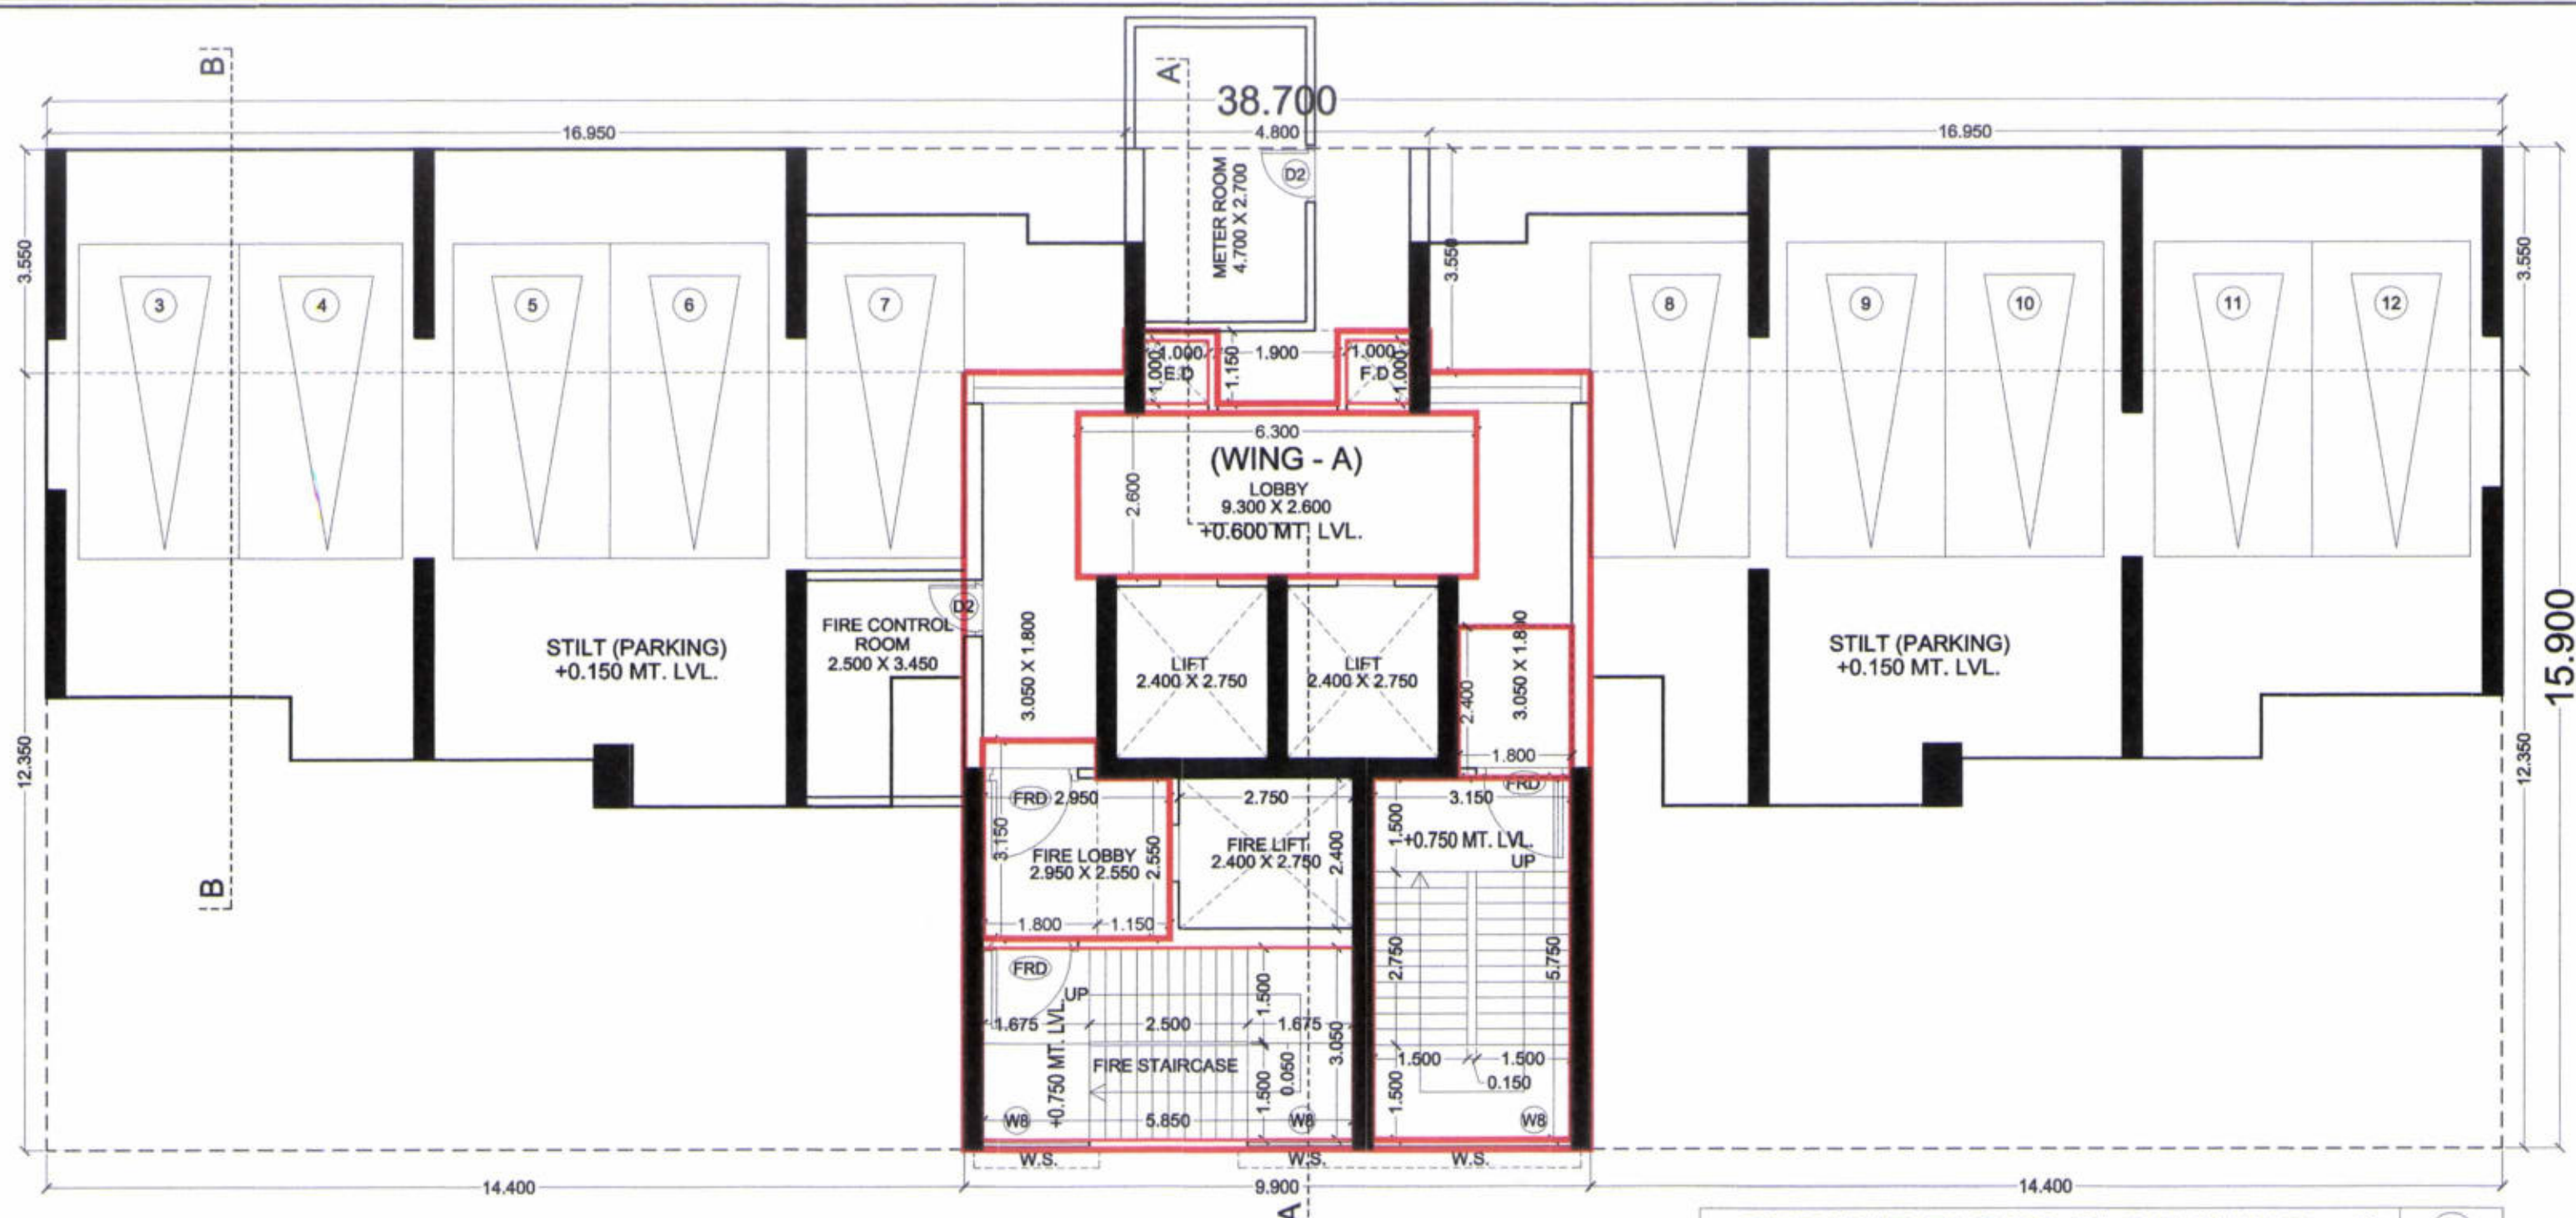 B
A
38.700
16.950
4.800
16.950
METER ROOM
4.700 X 2.700
D2
3.550
3.550
3.550
3
4
5
6
7
8
9
10
11
12
1.000
1.150
1.900
1.000
1.000
E.D
F.D
1.000
6.300
(WING - A)
LOBBY
9.300 X 2.600
+0.600 MT. LVL.
2.600
D2
FIRE CONTROL
ROOM
2.500 X 3.450
STILT (PARKING)
+0.150 MT. LVL.
3.050 X 1.800
LIFT
2.400 X 2.750
LIFT
2.400 X 2.750
3.050 X 1.800
2.400
1.800
STILT (PARKING)
+0.150 MT. LVL.
15.900
12.350
12.350
FRD
2.950
2.750
3.150
FRD
3.150
FIRE LOBBY
2.950 X 2.550
2.550
FIRE LIFT
2.400 X 2.750
2.400
1.500
+0.750 MT. LVL.
UP
B
1.800
1.150
FRD
UP
1.500
2.750
5.750
1.675
2.500
1.675
+0.750 MT. LVL.
FIRE STAIRCASE
3.050
0.050
1.500
1.500
1.500
0.150
1.500
W8
5.850
W8
W8
W.S.
W.S.
W.S.
14.400
9.900
14.400
A